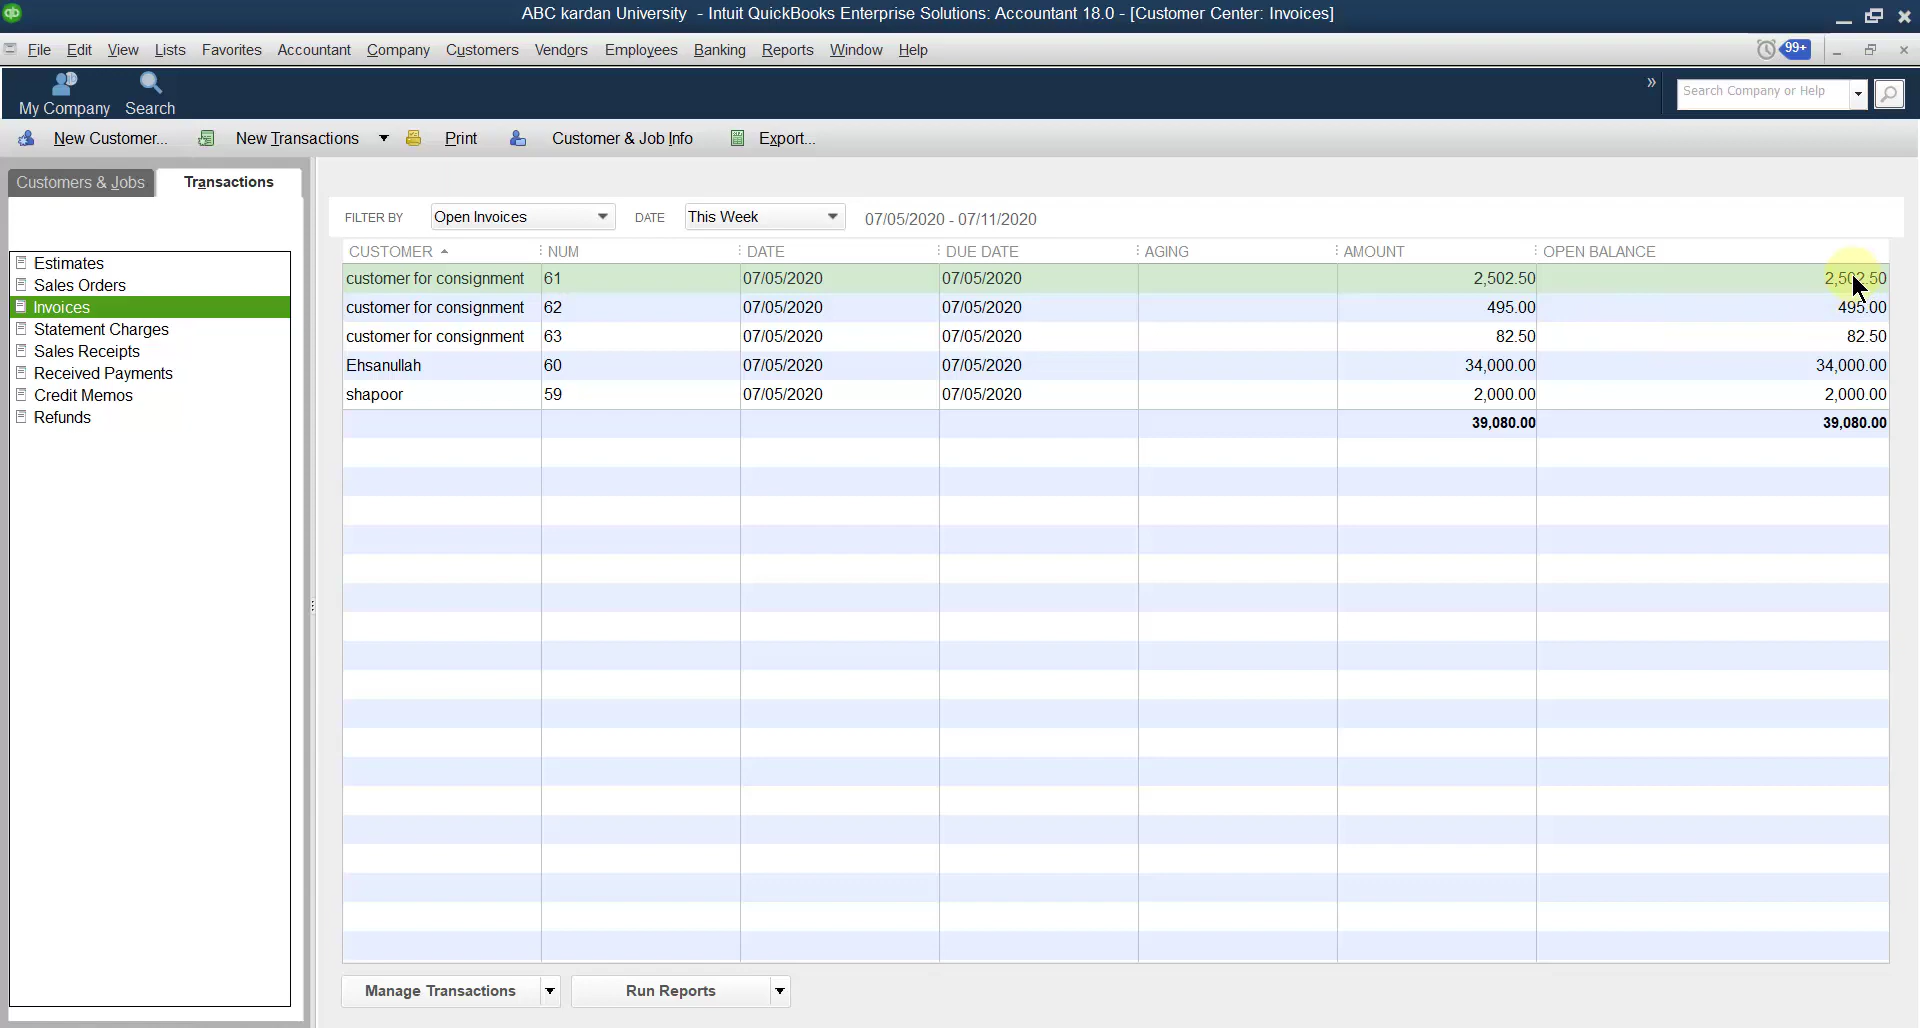 ABC kardan University - Intuit QuickBooks Enterprise Solutions: Accountant 18.0 - [Customer Center: Invoices]
File Edit View Lists Favorites Accountant Company Customers Vendors Employees Banking Reports Window Help 99+
My Company Search » Search Company or Help
New Customer... New Transactions Print Customer & Job Info Export...
Customers & Jobs Transactions
FILTER BY Open Invoices DATE This Week 07/05/2020 - 07/11/2020
Estimates
Sales Orders
Invoices
Statement Charges
Sales Receipts
Received Payments
Credit Memos
Refunds
CUSTOMER NUM DATE DUE DATE AGING AMOUNT OPEN BALANCE
customer for consignment 61 07/05/2020 07/05/2020 2,502.50 2,502.50
customer for consignment 62 07/05/2020 07/05/2020 495.00 495.00
customer for consignment 63 07/05/2020 07/05/2020 82.50 82.50
Ehsanullah 60 07/05/2020 07/05/2020 34,000.00 34,000.00
shapoor 59 07/05/2020 07/05/2020 2,000.00 2,000.00
39,080.00 39,080.00
Manage Transactions Run Reports